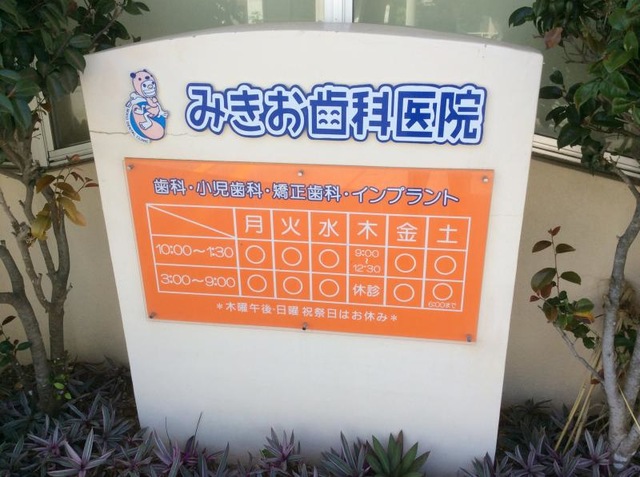 みきお歯科医院
歯科・小児歯科・矯正歯科・インプラント
月 火 水 木 金 土
10:00～1:30 ○ ○ ○ 9:00～12:30 ○ ○
3:00～9:00 ○ ○ ○ 休診 ○ ○ 6:00まで
＊木曜午後・日曜 祝祭日はお休み＊